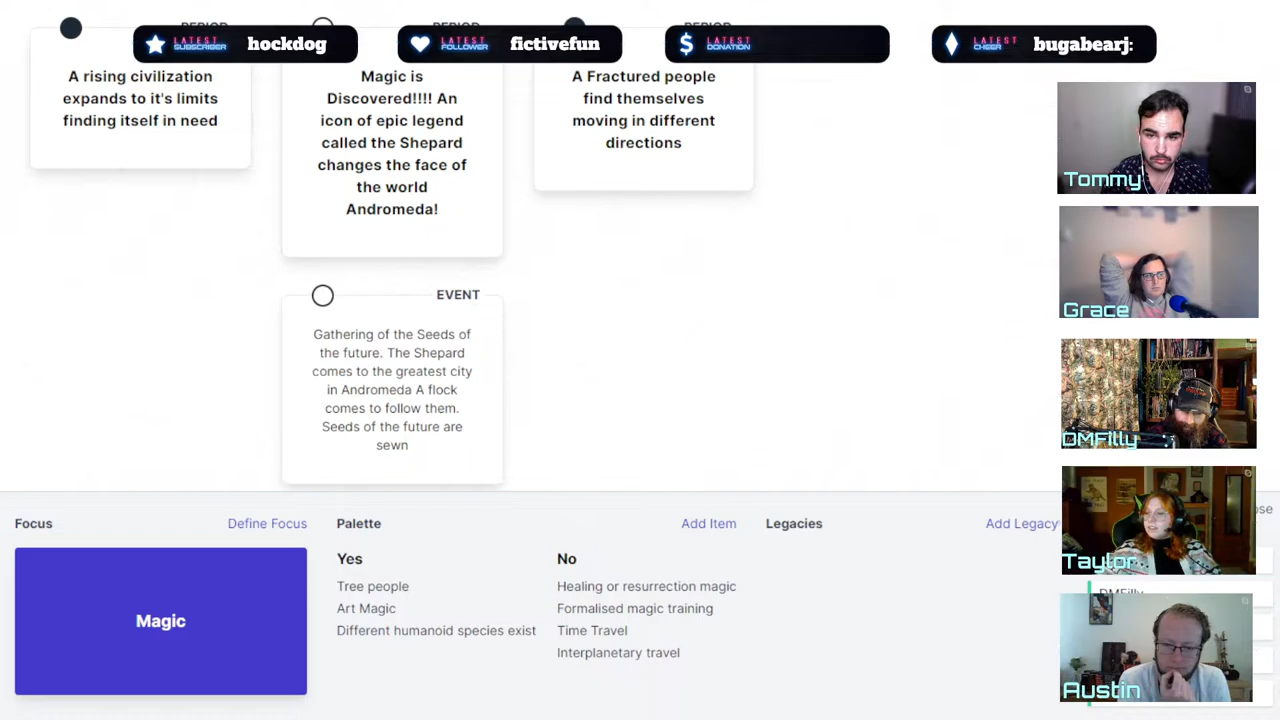 PERIOD
PERIOD
PERIOD
LATEST SUBSCRIBER hockdog
LATEST FOLLOWER fictivefun
LATEST DONATION
LATEST CHEER bugabearj:
A rising civilization
expands to it's limits
finding itself in need
Magic is
Discovered!!!! An
icon of epic legend
called the Shepard
changes the face of
the world
Andromeda!
A Fractured people
find themselves
moving in different
directions
EVENT
Gathering of the Seeds of
the future. The Shepard
comes to the greatest city
in Andromeda A flock
comes to follow them.
Seeds of the future are
sewn
Focus
Define Focus
Magic
Palette
Add Item
Yes
Tree people
Art Magic
Different humanoid species exist
No
Healing or resurrection magic
Formalised magic training
Time Travel
Interplanetary travel
Legacies
Add Legacy
Tommy
Grace
DMFilly
Taylor
DMFilly
Austin